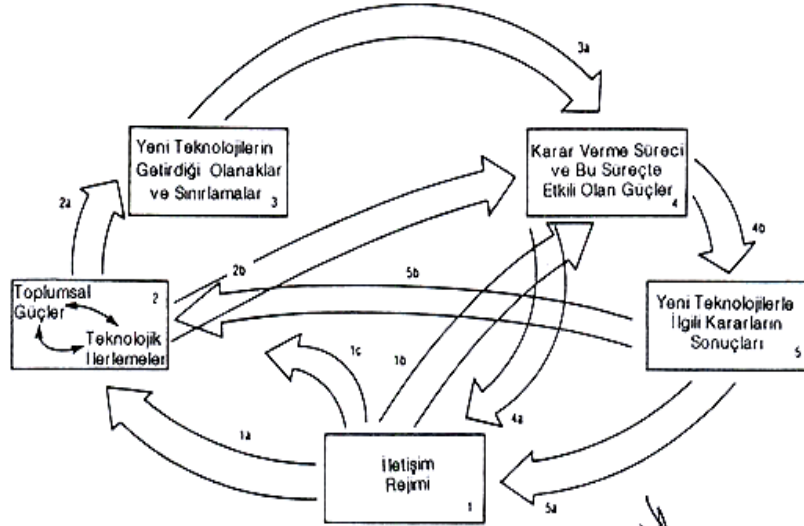 3a
Yeni Teknolojilerin
Getirdiği Olanaklar
ve Sınırlamalar
3
Karar Verme Süreci
ve Bu Süreçte
Etkili Olan Güçler
4
2a
4b
2b
5b
Toplumsal
Güçler
2
Teknolojik
İlerlemeler
Yeni Teknolojilerle
İlgili Kararların
Sonuçları
5
1c
1b
4a
1a
İletişim
Rejimi
1
5a